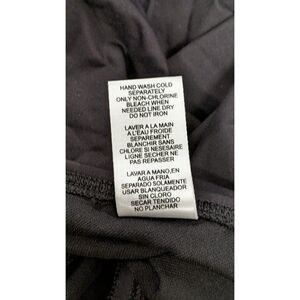 HAND WASH COLD
SEPARATELY
ONLY NON-CHLORINE
BLEACH WHEN
NEEDED LINE DRY
DO NOT IRON
LAVER A LA MAIN
A L'EAU FROIDE
SEPAREMENT
BLANCHIR SANS
CHLORE SI NESESAIRE
LIGNE SECHER NE
PAS REPASSER
LAVAR A MANO,EN
AGUA FRIA
SEPARADO SOLAMENTE
USAR BLANQUEADOR
SIN CLORO
SECAR TENDIDO
NO PLANCHAR